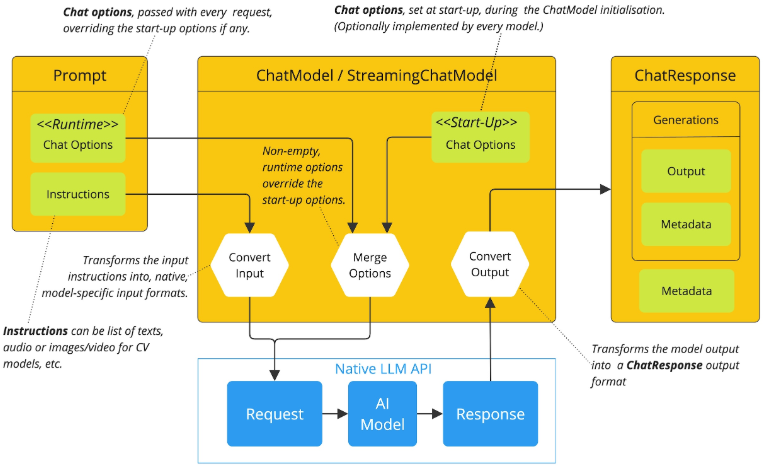 Chat options, passed with every request,
overriding the start-up options if any.
Chat options, set at start-up, during the ChatModel initialisation.
(Optionally implemented by every model.)
Prompt
<<Runtime>>
Chat Options
Instructions
ChatModel / StreamingChatModel
<<Start-Up>>
Chat Options
Non-empty,
runtime options
override the
start-up options.
Convert
Input
Merge
Options
Convert
Output
ChatResponse
Generations
Output
Metadata
Metadata
Transforms the input
instructions into, native,
model-specific input formats.
Instructions can be list of texts,
audio or images/video for CV
models, etc.
Transforms the model output
into a ChatResponse output
format
Native LLM API
Request
AI
Model
Response